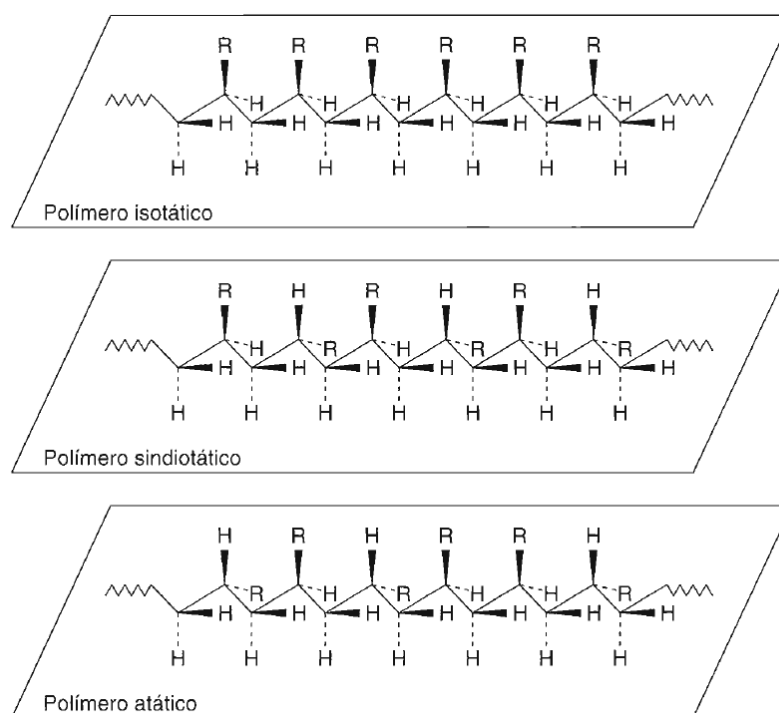 R R R R R R
H H H H H H
H H H H H H H
H H H H H H H
Polímero isotático
R H R H R H
H R H R H R
H H H H H H H
H H H H H H H
Polímero sindiotático
H R H R R H
R H R H H R
H H H H H H H
H H H H H H H
Polímero atático